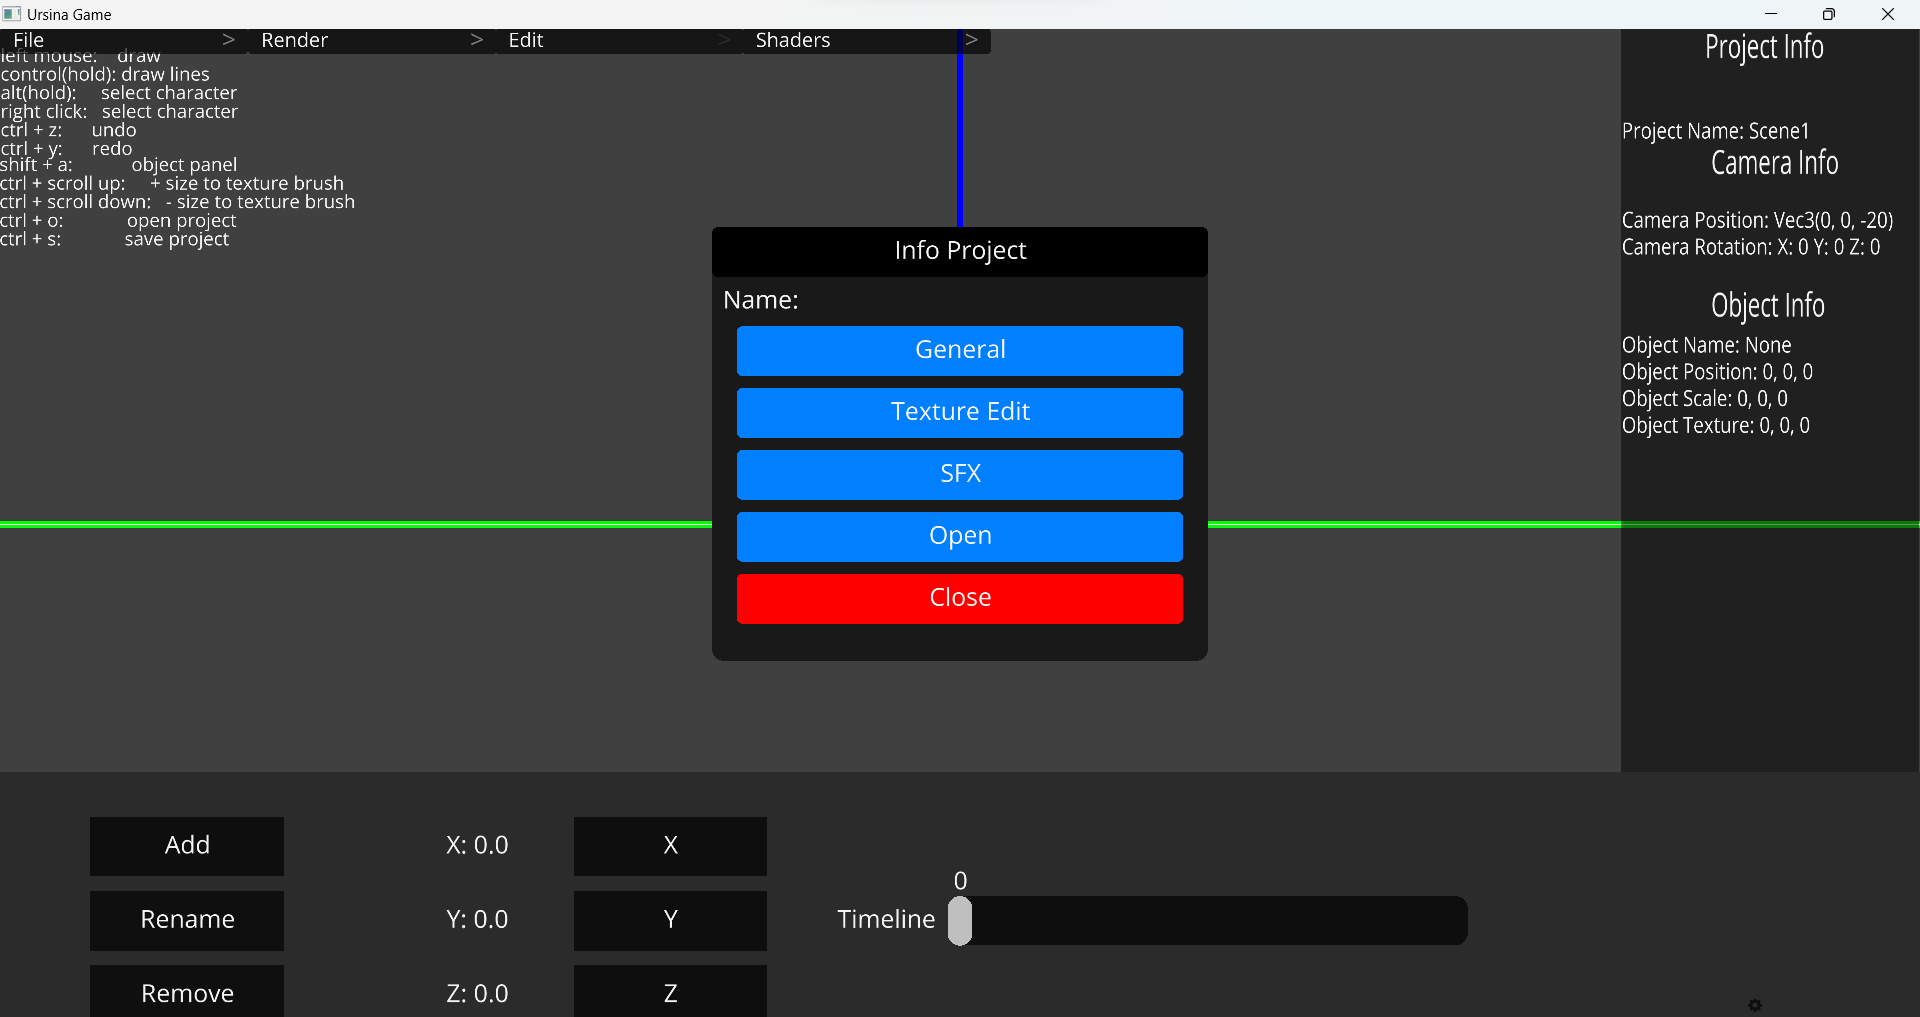 Ursina Game
File > Render > Edit > Shaders >
left mouse: draw
control(hold): draw lines
alt(hold): select character
right click: select character
ctrl + z: undo
ctrl + y: redo
shift + a: object panel
ctrl + scroll up: + size to texture brush
ctrl + scroll down: - size to texture brush
ctrl + o: open project
ctrl + s: save project
Info Project
Name:
General
Texture Edit
SFX
Open
Close
Project Info
Project Name: Scene1
Camera Info
Camera Position: Vec3(0, 0, -20)
Camera Rotation: X: 0 Y: 0 Z: 0
Object Info
Object Name: None
Object Position: 0, 0, 0
Object Scale: 0, 0, 0
Object Texture: 0, 0, 0
Add
X: 0.0
X
Rename
Y: 0.0
Y
Remove
Z: 0.0
Z
0
Timeline